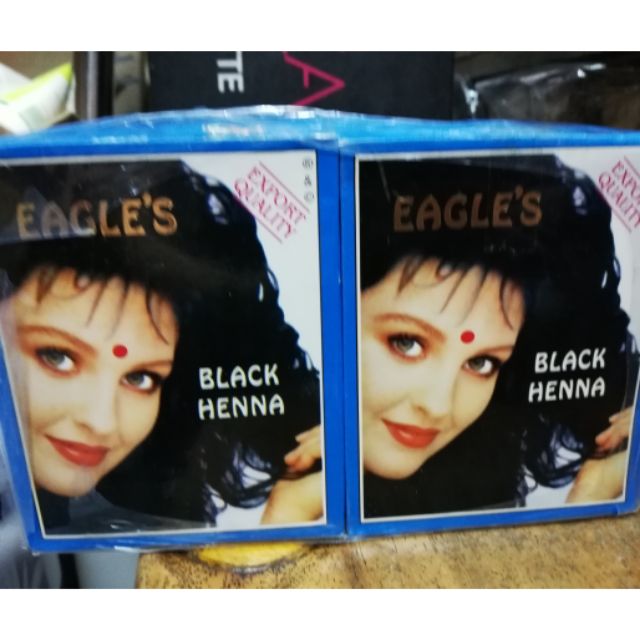 TE
A
EAGLE'S
EXPORT
QUALITY
BLACK
HENNA
EAGLE'S
EXPORT
QUALITY
BLACK
HENNA